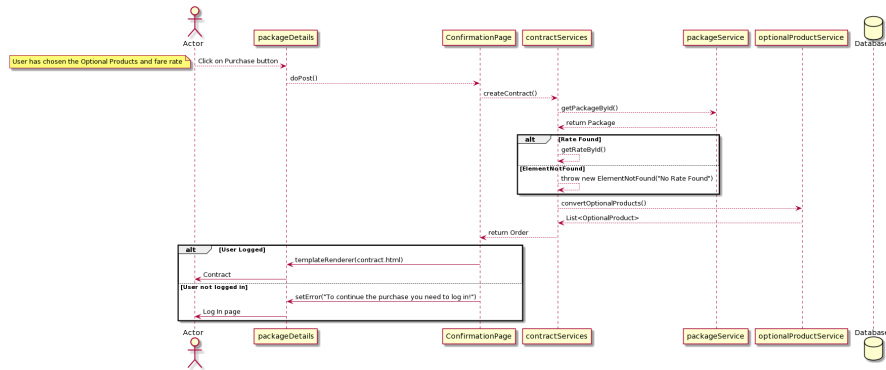 Actor
packageDetails
ConfirmationPage
contractServices
packageService
optionalProductService
Database
User has chosen the Optional Products and fare rate
Click on Purchase button
doPost()
createContract()
getPackageById()
return Package
alt
[Rate Found]
getRateById()
[ElementNotFound]
throw new ElementNotFound("No Rate Found")
convertOptionalProducts()
List<OptionalProduct>
return Order
alt
[User Logged]
templateRenderer(contract.html)
Contract
[User not logged in]
setError("To continue the purchase you need to log in!")
Log In page
Actor
packageDetails
ConfirmationPage
contractServices
packageService
optionalProductService
Database